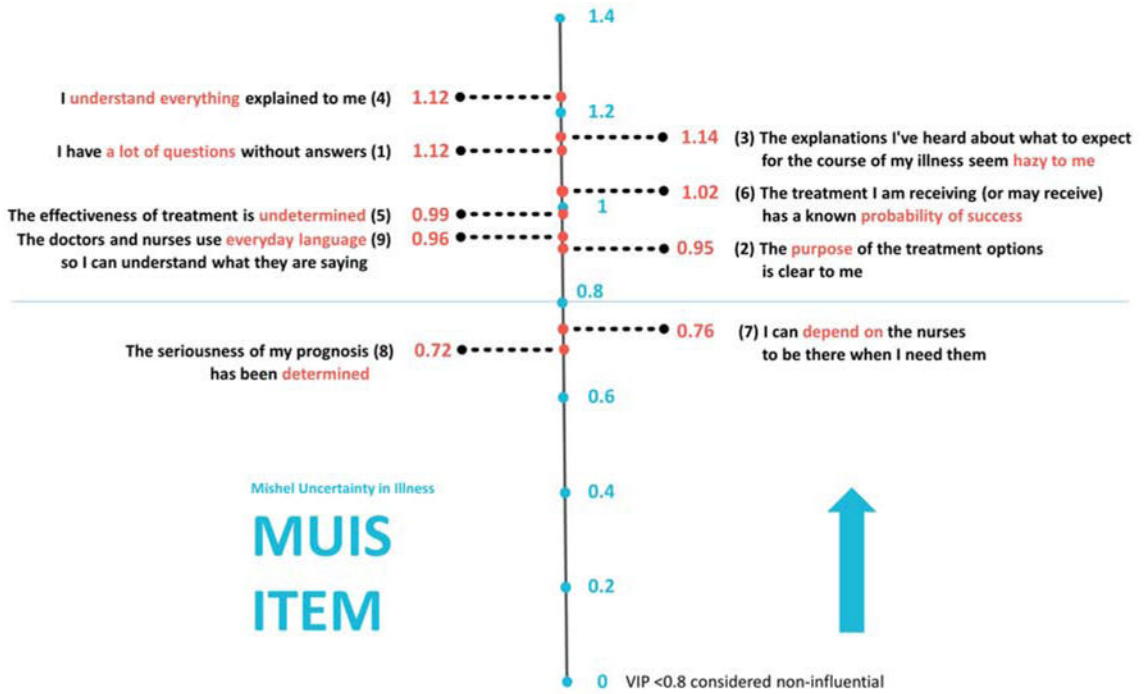 1.4
I understand everything explained to me (4) 1.12
1.2
1.14 (3) The explanations I've heard about what to expect
for the course of my illness seem hazy to me
I have a lot of questions without answers (1) 1.12
1.02 (6) The treatment I am receiving (or may receive)
has a known probability of success
1
The effectiveness of treatment is undetermined (5) 0.99
The doctors and nurses use everyday language (9) 0.96
so I can understand what they are saying
0.95 (2) The purpose of the treatment options
is clear to me
0.8
0.76 (7) I can depend on the nurses
to be there when I need them
The seriousness of my prognosis (8) 0.72
has been determined
0.6
Mishel Uncertainty in Illness
0.4
MUIS
ITEM
0.2
0 VIP <0.8 considered non-influential